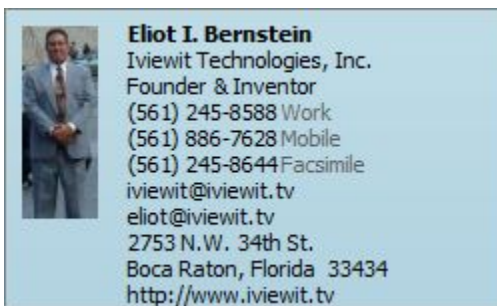 Eliot I. Bernstein
Iviewit Technologies, Inc.
Founder & Inventor
(561) 245-8588 Work
(561) 886-7628 Mobile
(561) 245-8644 Facsimile
iviewit@iviewit.tv
eliot@iviewit.tv
2753 N.W. 34th St.
Boca Raton, Florida 33434
http://www.iviewit.tv